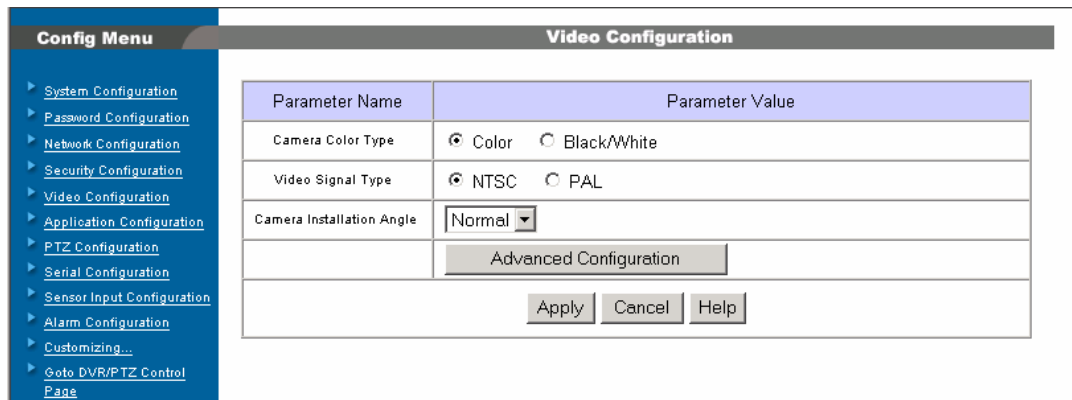 Config Menu
Video Configuration
System Configuration
Password Configuration
Network Configuration
Security Configuration
Video Configuration
Application Configuration
PTZ Configuration
Serial Configuration
Sensor Input Configuration
Alarm Configuration
Customizing...
Goto DVR/PTZ Control
Page
Parameter Name Parameter Value
Camera Color Type Color Black/White
Video Signal Type NTSC PAL
Camera Installation Angle Normal
Advanced Configuration
Apply Cancel Help